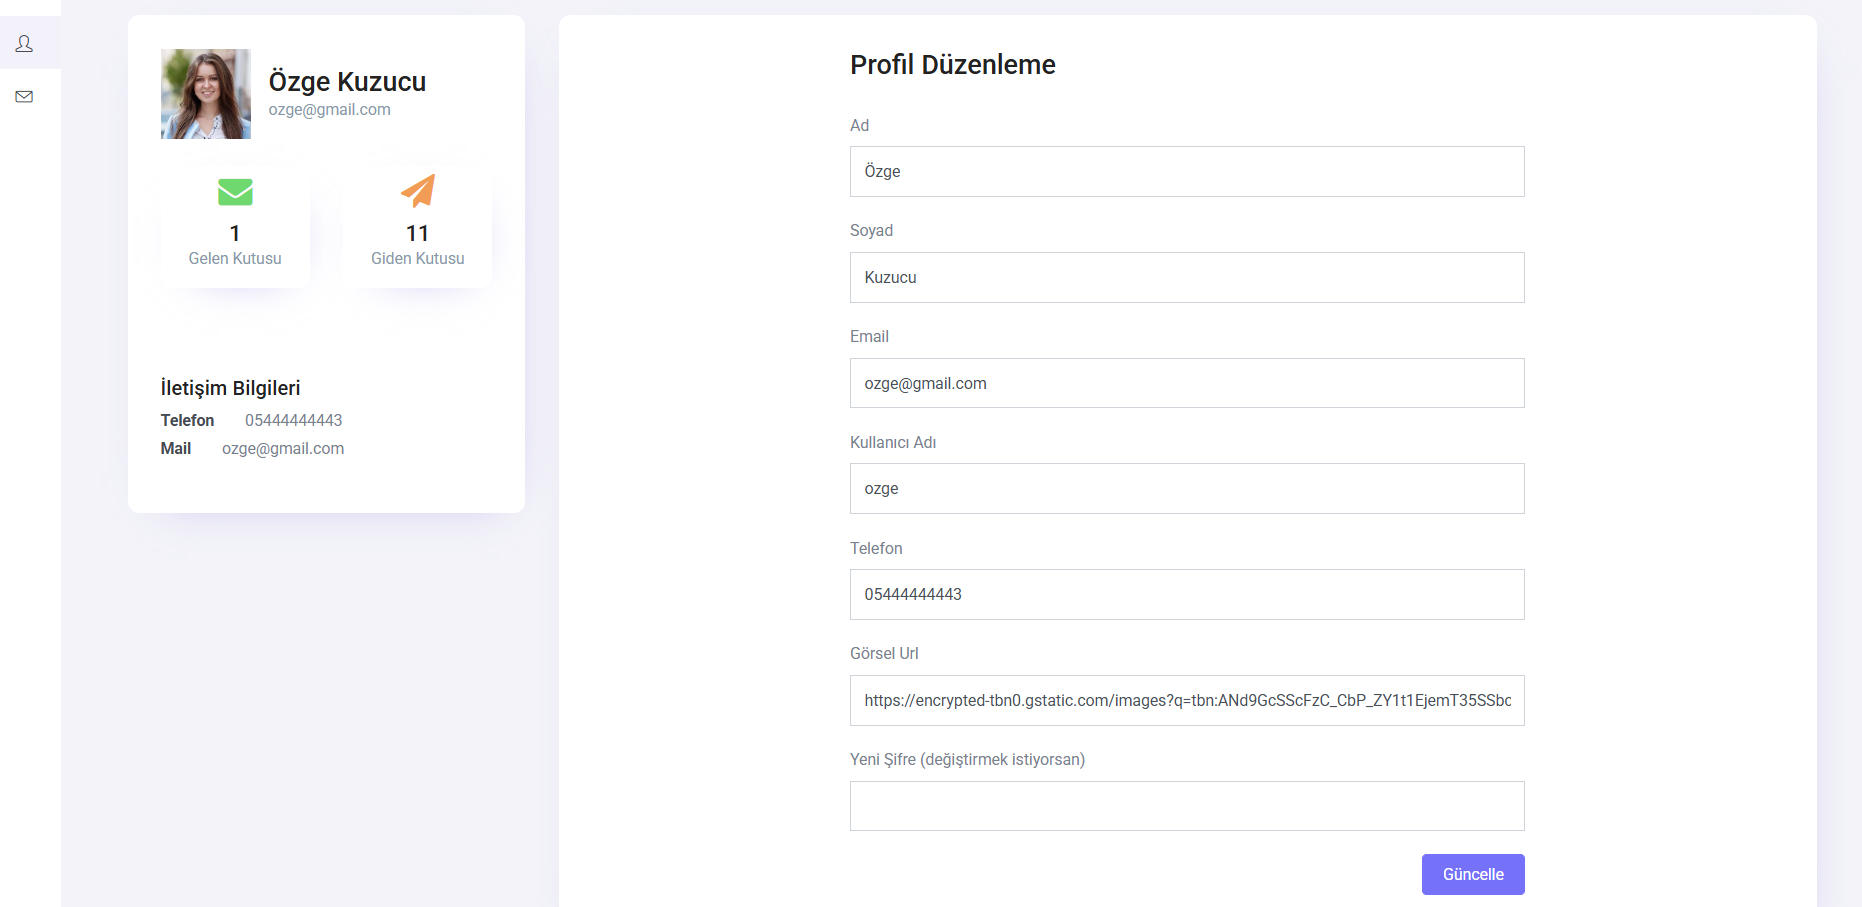 Özge Kuzucu
ozge@gmail.com
1
Gelen Kutusu
11
Giden Kutusu
İletişim Bilgileri
Telefon 05444444443
Mail ozge@gmail.com
Profil Düzenleme
Ad
Özge
Soyad
Kuzucu
Email
ozge@gmail.com
Kullanıcı Adı
ozge
Telefon
05444444443
Görsel Url
https://encrypted-tbn0.gstatic.com/images?q=tbn:ANd9GcSScFzC_CbP_ZY1t1EjemT35SSbc
Yeni Şifre (değiştirmek istiyorsan)
Güncelle